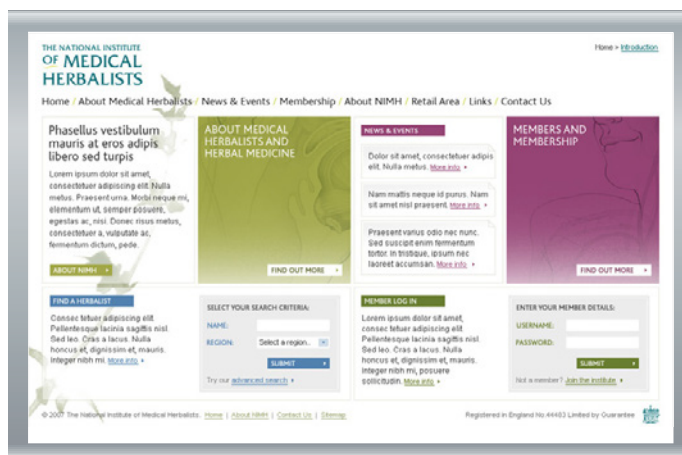 THE NATIONAL INSTITUTE
OF MEDICAL
HERBALISTS
Home > Introduction
Home / About Medical Herbalists / News & Events / Membership / About NIMH / Retail Area / Links / Contact Us
Phasellus vestibulum
mauris at eros adipis
libero sed turpis
Lorem ipsum dolor sit amet,
consectetuer adipiscing elit. Nulla
metus. Praesent urna. Morbi neque mi,
elementum ut, semper posuere,
egestas ac, nisi. Donec risus metus,
consectetuer a, vulputate ac,
fermentum dictum, pede.
ABOUT NIMH
ABOUT MEDICAL
HERBALISTS AND
HERBAL MEDICINE
FIND OUT MORE
NEWS & EVENTS
Dolor sit amet, consectetuer adipis
elit. Nulla metus. More info
Nam mattis neque id purus. Nam
sit amet nisl praesent. More info
Praesent varius odio nec nunc.
Sed suscipit enim fermentum
tortor. In tristique, ipsum nec
laoreet accumsan. More info
MEMBERS AND
MEMBERSHIP
FIND OUT MORE
FIND A HERBALIST
Consec tetuer adipiscing elit.
Pellentesque lacinia sagittis nisl.
Sed leo. Cras a lacus. Nulla
honcus et, dignissim et, mauris.
Integer nibh mi. More info
SELECT YOUR SEARCH CRITERIA:
NAME:
REGION: Select a region..
SUBMIT
Try our advanced search
MEMBER LOG IN
Lorem ipsum dolor sit amet,
consectetuer adipiscing elit.
Pellentesque lacinia sagittis nisl.
Sed leo. Cras a lacus. Nulla
honcus et, dignissim et, mauris.
Integer nibh mi, posuere
sollicitudin. More info
ENTER YOUR MEMBER DETAILS:
USERNAME:
PASSWORD:
SUBMIT
Not a member? Join the institute
© 2007 The National Institute of Medical Herbalists. Home | About NIMH | Contact Us | Sitemap
Registered in England No.44483 Limited by Guarantee